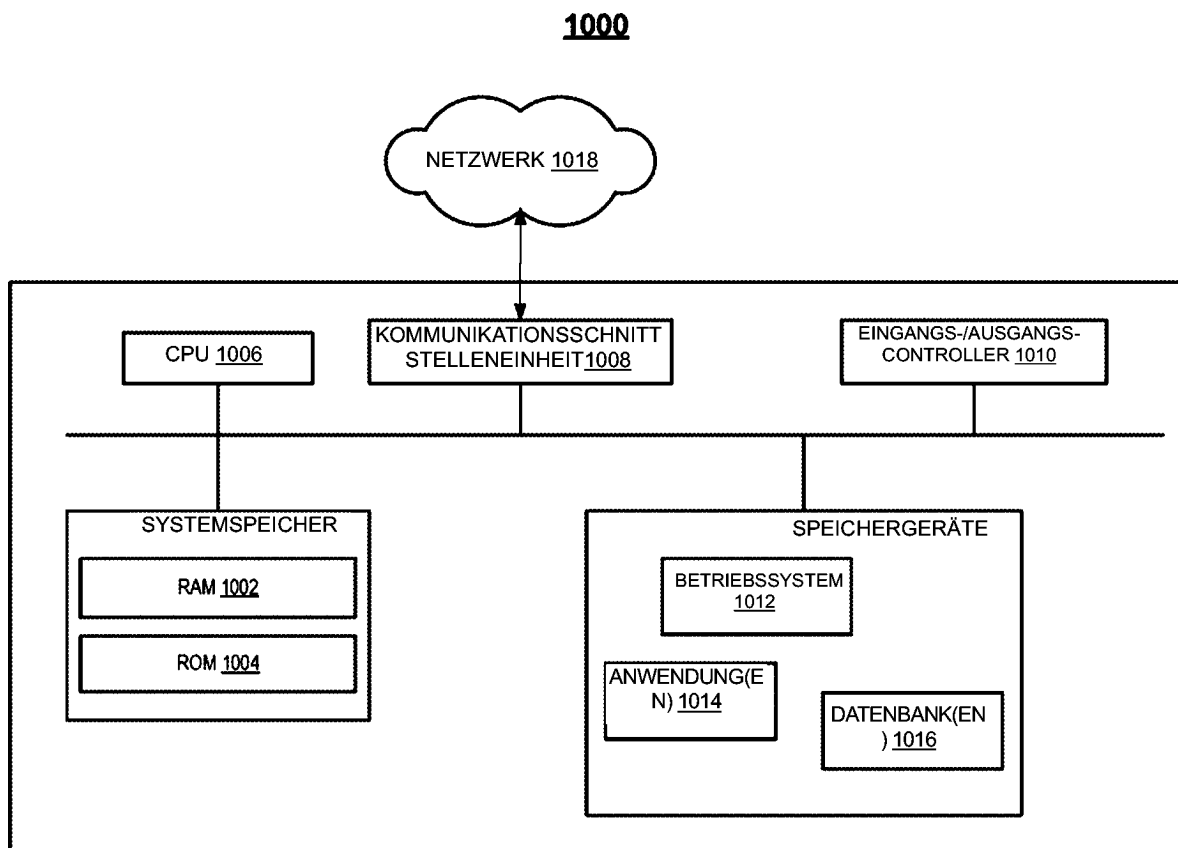 1000
NETZWERK 1018
CPU 1006
KOMMUNIKATIONSSCHNITT
STELLENEINHEIT1008
EINGANGS-/AUSGANGS-
CONTROLLER 1010
SYSTEMSPEICHER
RAM 1002
ROM 1004
SPEICHERGERÄTE
BETRIEBSSYSTEM
1012
ANWENDUNG(E
N) 1014
DATENBANK(EN
) 1016